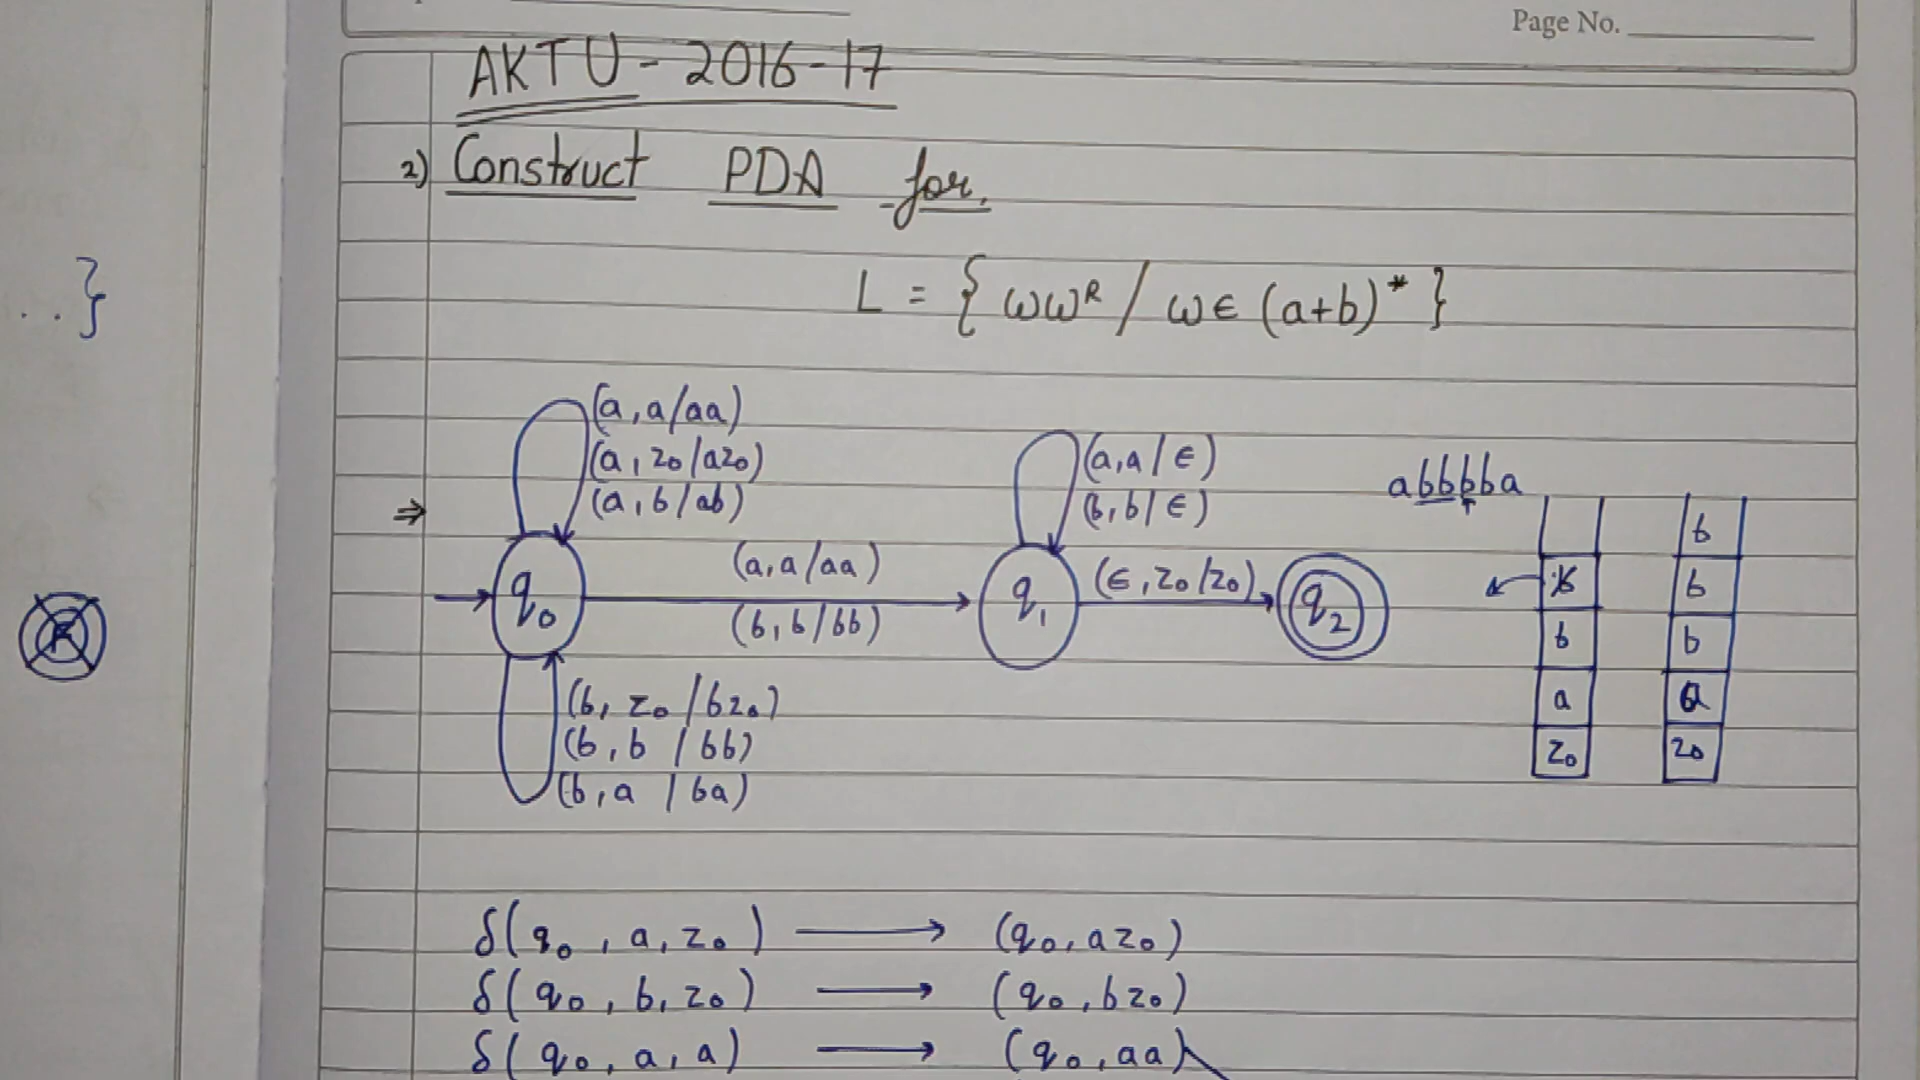 Page No.
AKTU - 2016-17
2) Construct PDA for.
L = { ωω^R / ω ∈ (a+b)* }
. . }
(a, a/aa)
(a, z₀/az₀)
(a, b/ab)
(a, a/ε)
(b, b/ε)
abbbba
⇒
q₀
(a, a/aa)
(b, b/bb)
q₁
(ε, z₀/z₀)
q₂
(b, z₀/bz₀)
(b, b/bb)
(b, a/ba)
b
b
a
z₀
b
b
b
a
z₀
δ(q₀, a, z₀) ⟶ (q₀, az₀)
δ(q₀, b, z₀) ⟶ (q₀, bz₀)
δ(q₀, a, a) ⟶ (q₀, aa)